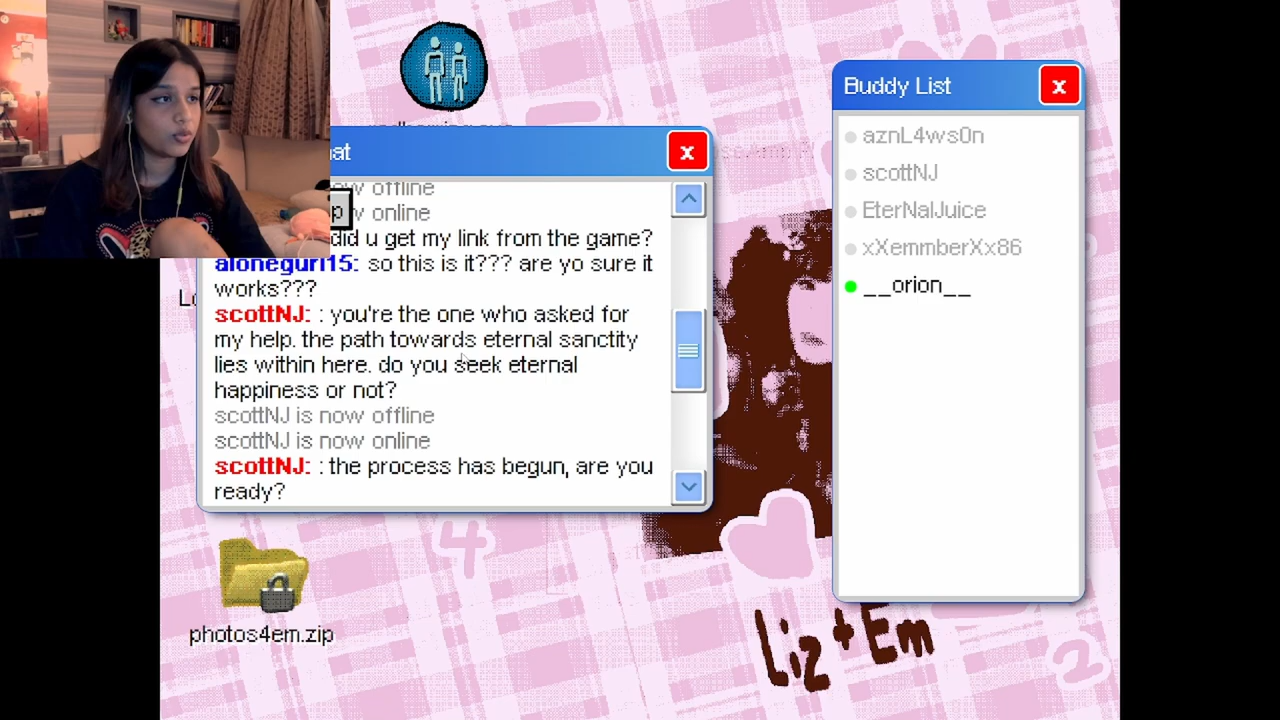 Buddy List
x
aznL4ws0n
scottNJ
EterNalJuice
xXemmberXx86
__orion__
at
x
offline
p
online
did u get my link from the game?
alonegurl15: so this is it??? are yo sure it
works???
scottNJ: : you're the one who asked for
my help. the path towards eternal sanctity
lies within here. do you seek eternal
happiness or not?
scottNJ is now offline
scottNJ is now online
scottNJ: : the process has begun, are you
ready?
4
photos4em.zip
Liz + Em
2